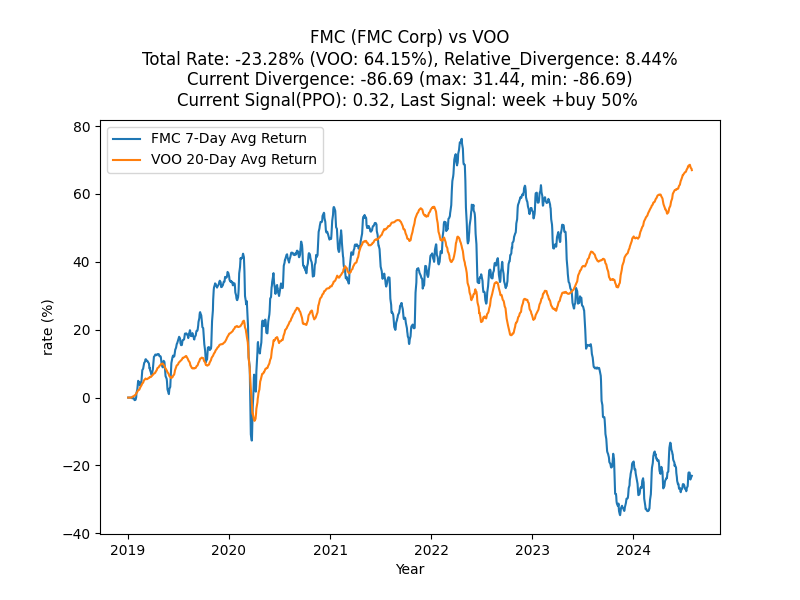 FMC (FMC Corp) vs VOO
Total Rate: -23.28% (VOO: 64.15%), Relative_Divergence: 8.44%
Current Divergence: -86.69 (max: 31.44, min: -86.69)
Current Signal(PPO): 0.32, Last Signal: week +buy 50%
FMC 7-Day Avg Return
VOO 20-Day Avg Return
rate (%)
80
60
40
20
0
−20
−40
2019
2020
2021
2022
2023
2024
Year